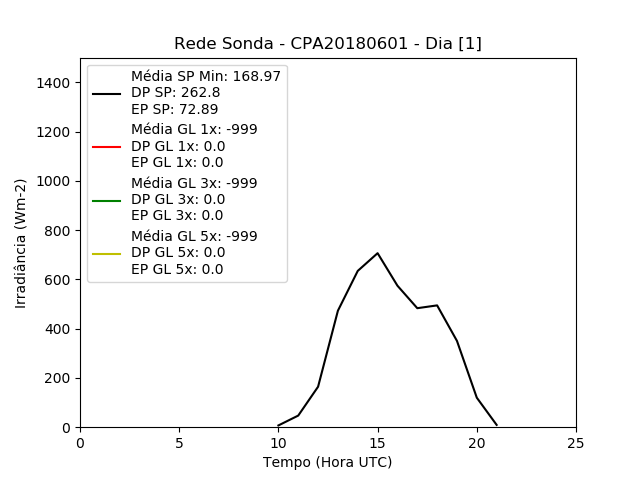 Rede Sonda - CPA20180601 - Dia [1]
Média SP Min: 168.97
DP SP: 262.8
EP SP: 72.89
Média GL 1x: -999
DP GL 1x: 0.0
EP GL 1x: 0.0
Média GL 3x: -999
DP GL 3x: 0.0
EP GL 3x: 0.0
Média GL 5x: -999
DP GL 5x: 0.0
EP GL 5x: 0.0
Irradiância (Wm-2)
1400
1200
1000
800
600
400
200
0
0 5 10 15 20 25
Tempo (Hora UTC)